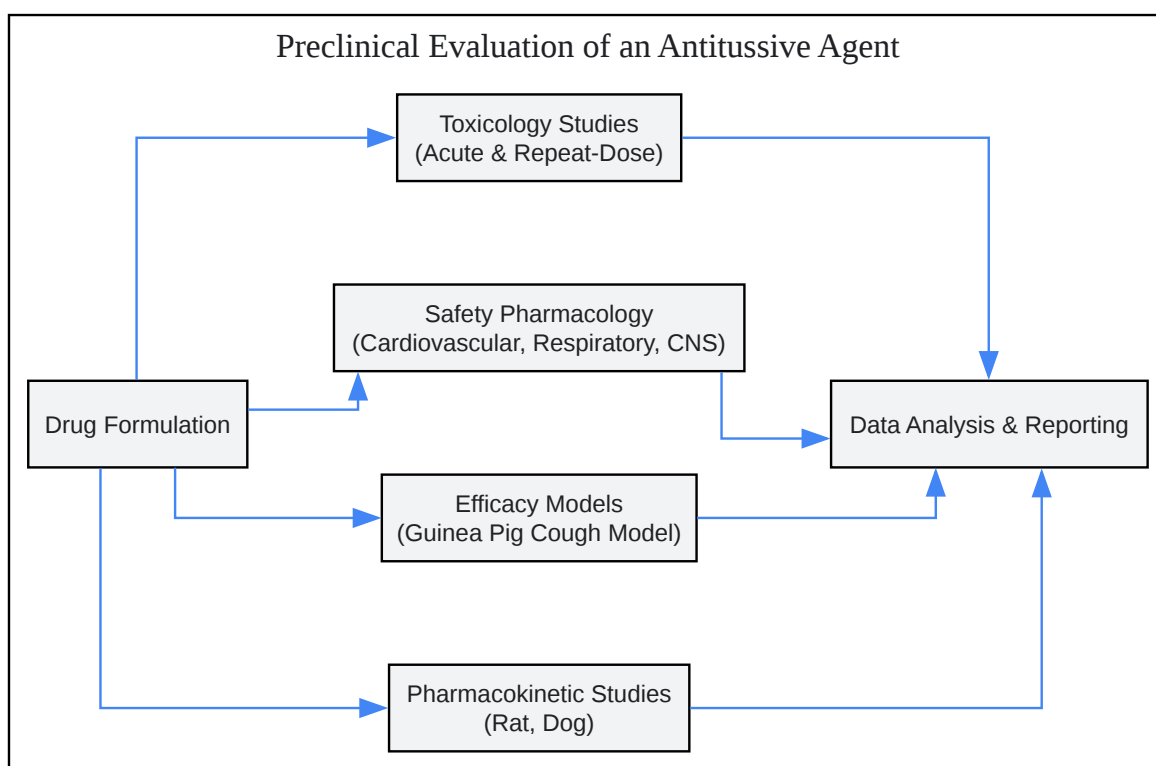 Preclinical Evaluation of an Antitussive Agent
Toxicology Studies
(Acute & Repeat-Dose)
Safety Pharmacology
(Cardiovascular, Respiratory, CNS)
Drug Formulation
Data Analysis & Reporting
Efficacy Models
(Guinea Pig Cough Model)
Pharmacokinetic Studies
(Rat, Dog)